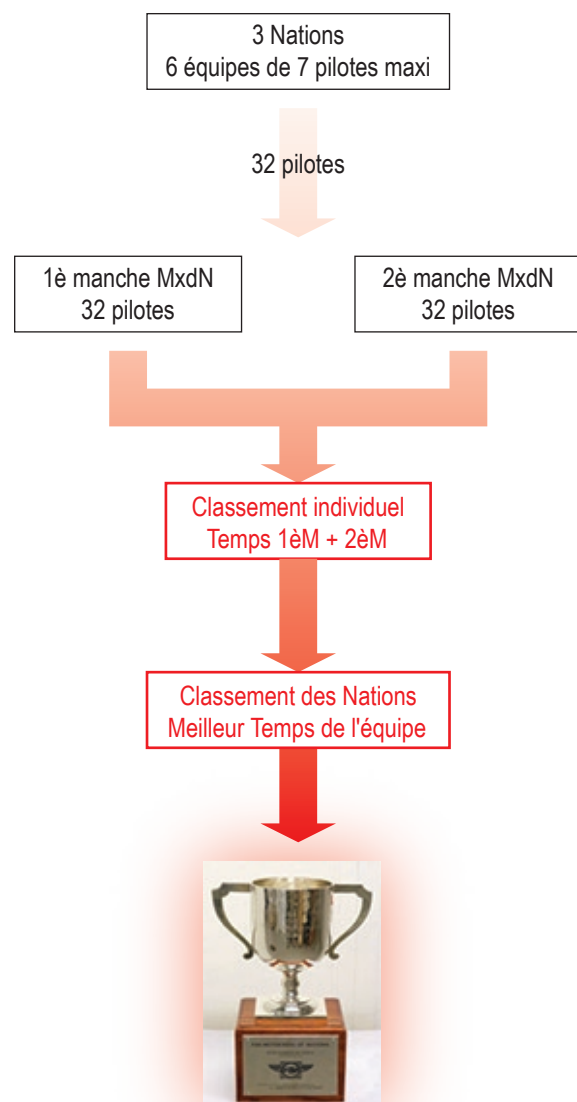 3 Nations
6 équipes de 7 pilotes maxi
32 pilotes
1è manche MxdN
32 pilotes
2è manche MxdN
32 pilotes
Classement individuel
Temps 1èM + 2èM
Classement des Nations
Meilleur Temps de l'équipe